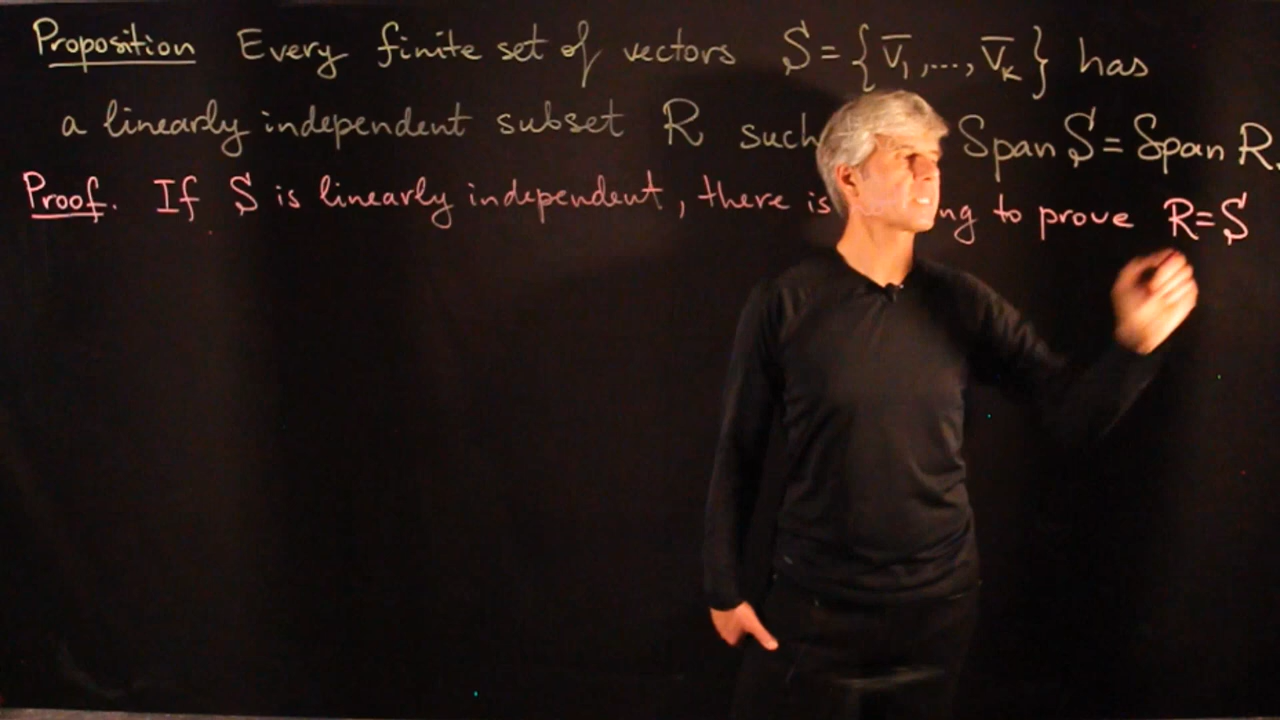 Proposition Every finite set of vectors S = { v̅₁, ..., v̅ₖ } has
a linearly independent subset R such Span S = Span R.
Proof. If S is linearly independent, there is ng to prove R=S